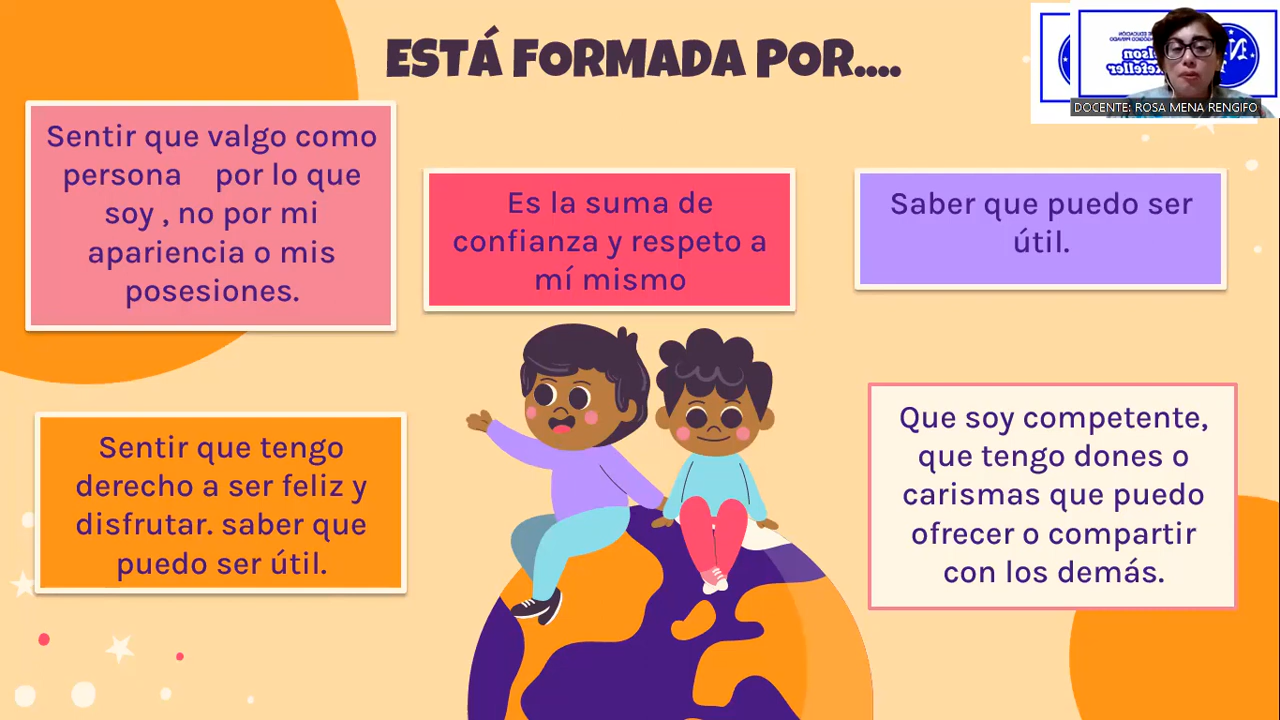 ESTÁ FORMADA POR....
DOCENTE: ROSA MENA RENGIFO
Sentir que valgo como
persona por lo que
soy , no por mi
apariencia o mis
posesiones.
Es la suma de
confianza y respeto a
mí mismo
Saber que puedo ser
útil.
Sentir que tengo
derecho a ser feliz y
disfrutar. saber que
puedo ser útil.
Que soy competente,
que tengo dones o
carismas que puedo
ofrecer o compartir
con los demás.